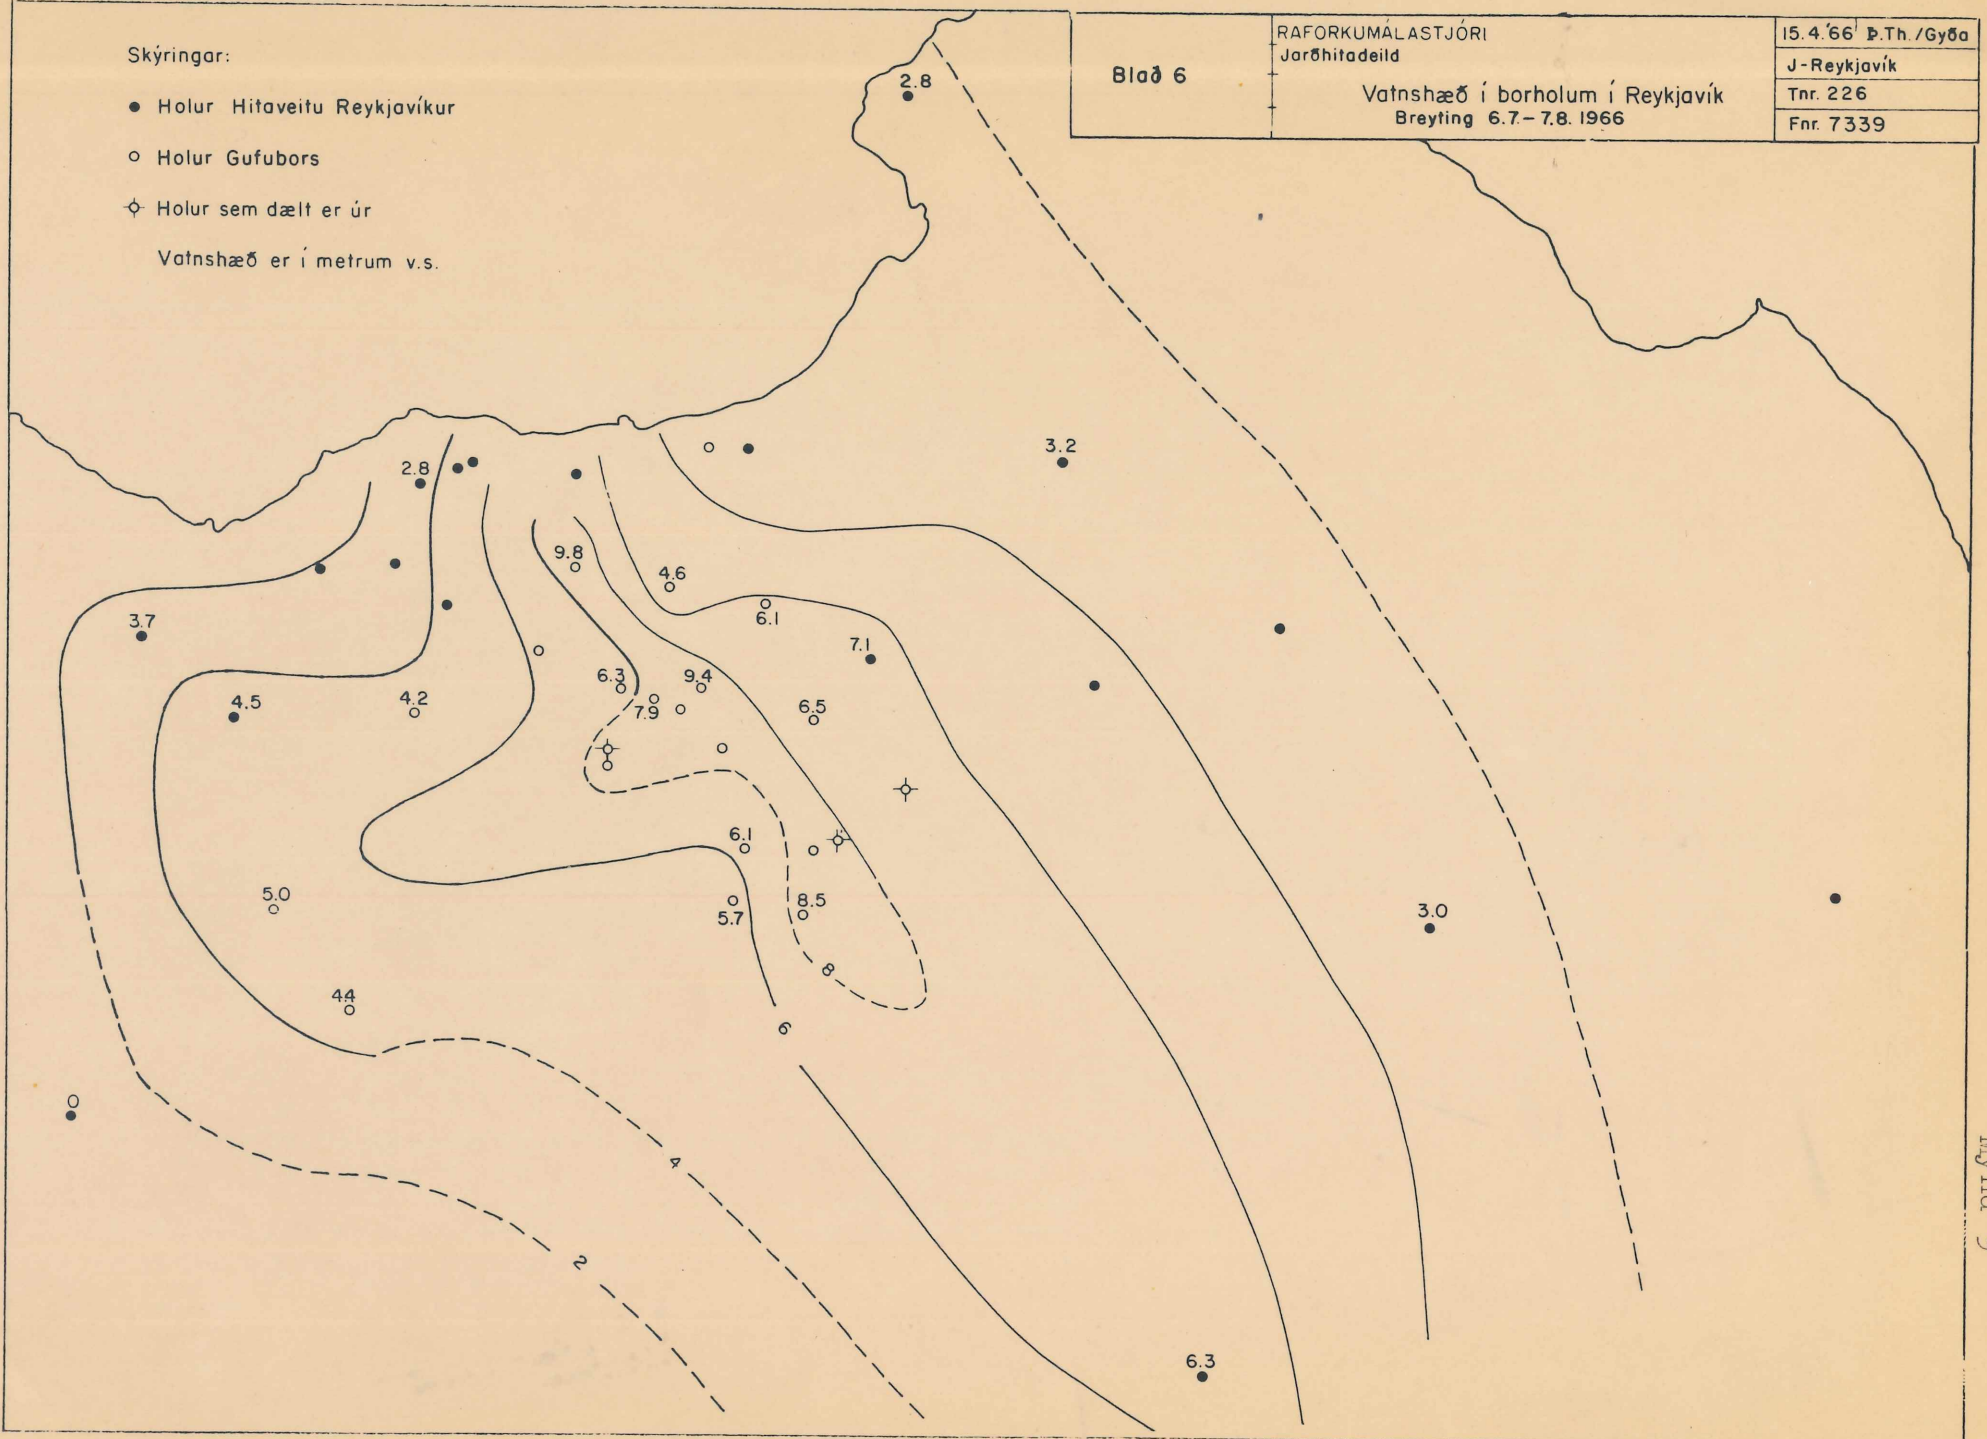 Skýringar:
● Holur Hitaveitu Reykjavíkur
○ Holur Gufubors
Holur sem dælt er úr
Vatnshæð er í metrum v.s.
Blað 6
RAFORKUMÁLASTJÓRI
Jarðhitadeild
Vatnshæð í borholum í Reykjavík
Breyting 6.7.-7.8. 1966
15.4.'66 Þ.Th./Gyða
J-Reykjavík
Tnr. 226
Fnr. 7339
2.8
3.2
2.8
9.8
4.6
6.1
3.7
7.1
6.3
9.4
4.5
4.2
7.9
6.5
6.1
5.0
8.5
5.7
3.0
8
44
6
0
4
2
6.3